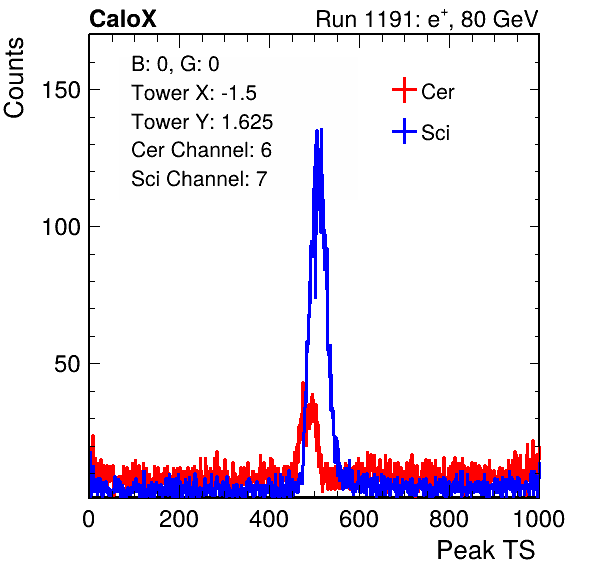 CaloX Run 1191: e⁺, 80 GeV
Counts
B: 0, G: 0
Tower X: -1.5
Tower Y: 1.625
Cer Channel: 6
Sci Channel: 7
Cer
Sci
150
100
50
0 200 400 600 800 1000
Peak TS